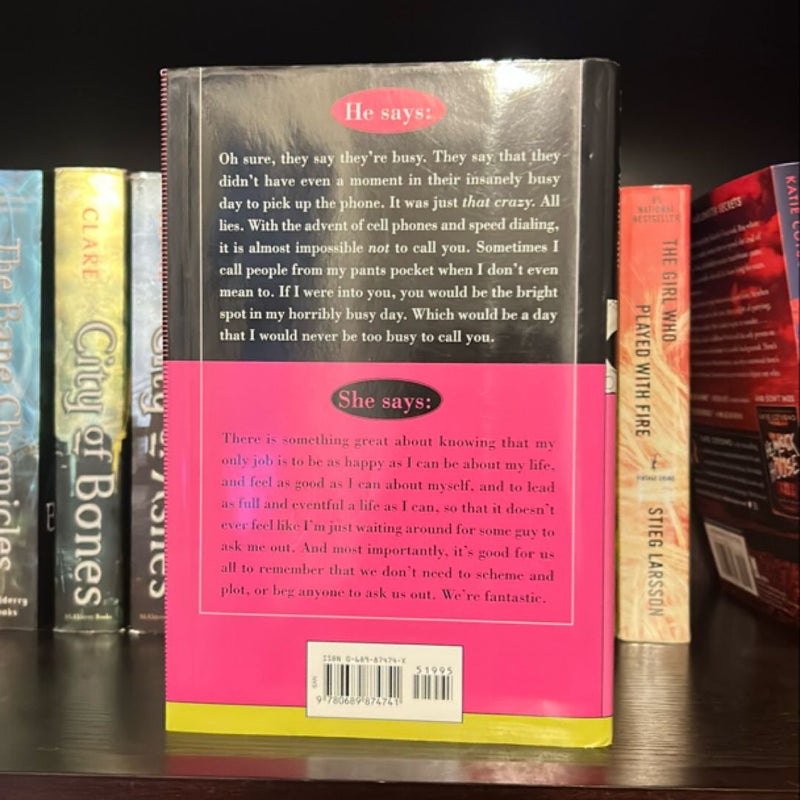 He says:
Oh sure, they say they're busy. They say that they
didn't have even a moment in their insanely busy
day to pick up the phone. It was just that crazy. All
lies. With the advent of cell phones and speed dialing,
it is almost impossible not to call you. Sometimes I
call people from my pants pocket when I don't even
mean to. If I were into you, you would be the bright
spot in my horribly busy day. Which would be a day
that I would never be too busy to call you.
She says:
There is something great about knowing that my
only job is to be as happy as I can be about my life,
and feel as good as I can about myself, and to lead
as full and eventful a life as I can, so that it doesn't
ever feel like I'm just waiting around for some guy to
ask me out. And most importantly, it's good for us
all to remember that we don't need to scheme and
plot, or beg anyone to ask us out. We're fantastic.
ISBN 0-689-87474-X
51995
9 780689 874741
The Bane Chronicles
CLARE
City of Bones
#1
NATIONAL
BESTSELLER
THE GIRL WHO
PLAYED WITH FIRE
STIEG LARSSON
KATIE